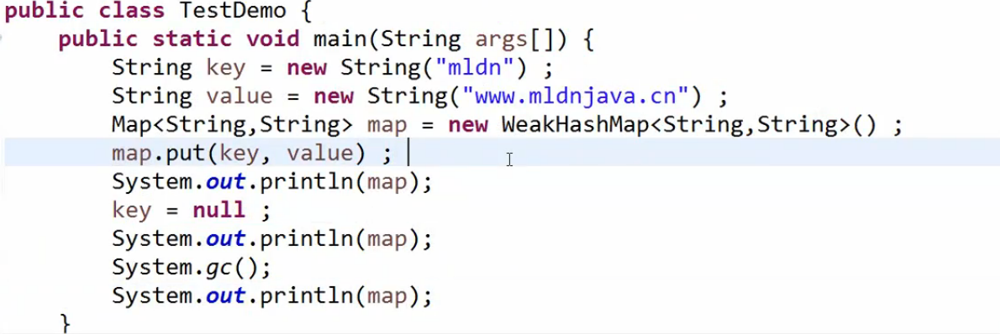 public class TestDemo {
public static void main(String args[]) {
String key = new String("mldn") ;
String value = new String("www.mldnjava.cn") ;
Map<String,String> map = new WeakHashMap<String,String>() ;
map.put(key, value) ;
System.out.println(map);
key = null ;
System.out.println(map);
System.gc();
System.out.println(map);
}